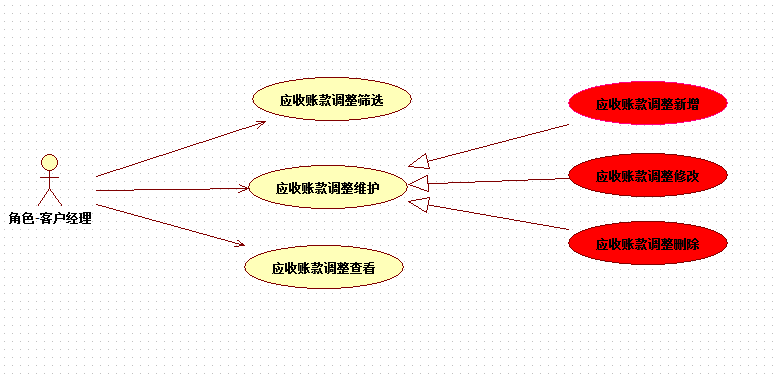 应收账款调整筛选
应收账款调整新增
应收账款调整维护
应收账款调整修改
角色-客户经理
应收账款调整删除
应收账款调整查看